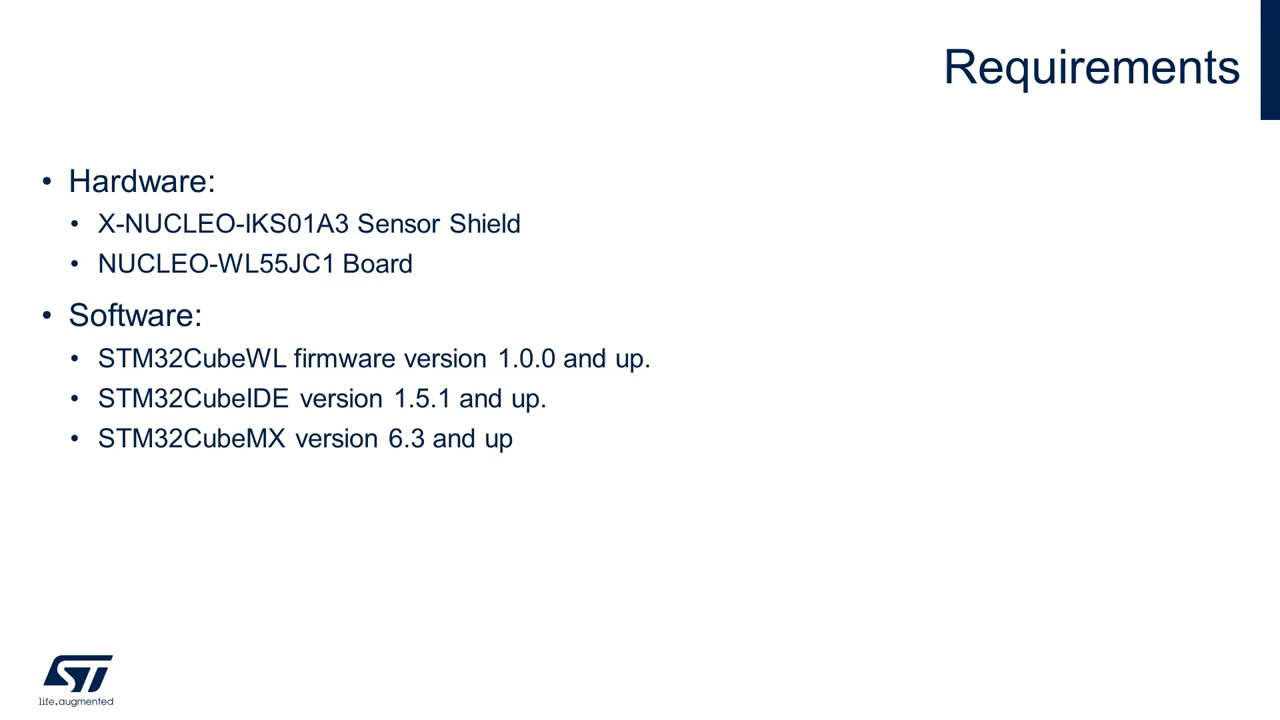 Requirements
• Hardware:
• X-NUCLEO-IKS01A3 Sensor Shield
• NUCLEO-WL55JC1 Board
• Software:
• STM32CubeWL firmware version 1.0.0 and up.
• STM32CubeIDE version 1.5.1 and up.
• STM32CubeMX version 6.3 and up
ST
life.augmented